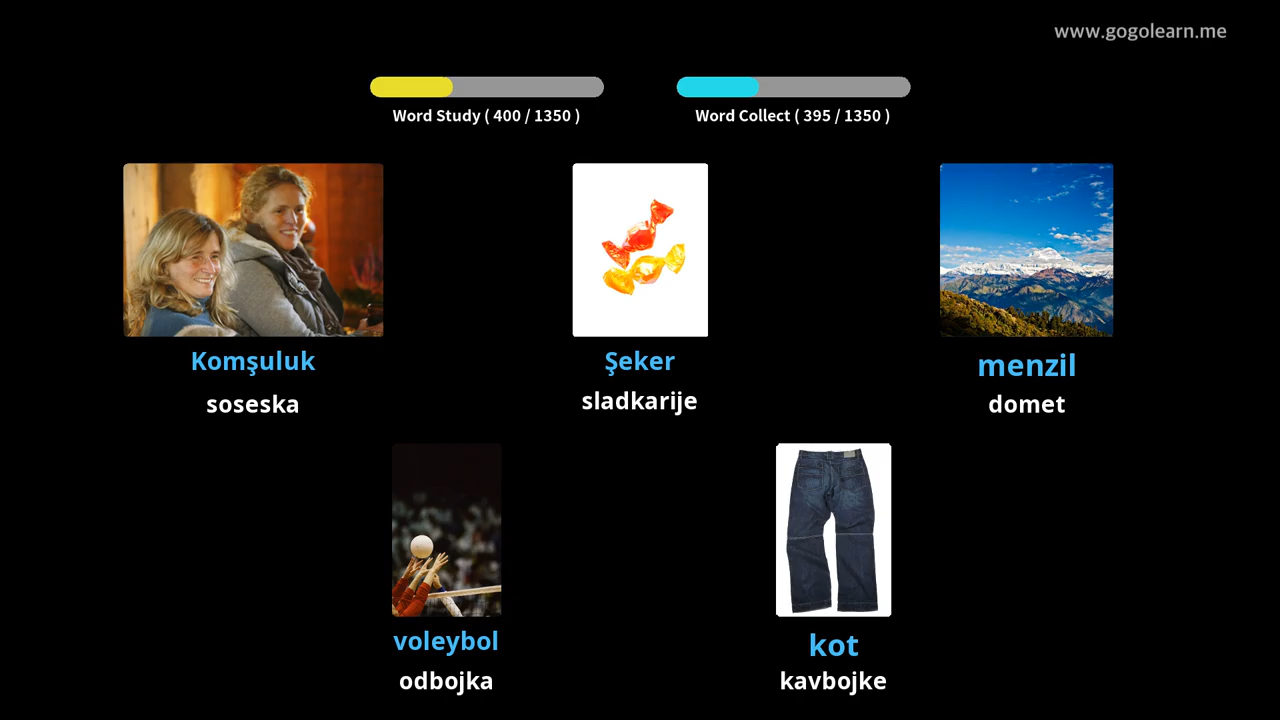 www.gogolearn.me
Word Study ( 400 / 1350 )
Word Collect ( 395 / 1350 )
Komşuluk
soseska
Şeker
sladkarije
menzil
domet
voleybol
odbojka
kot
kavbojke